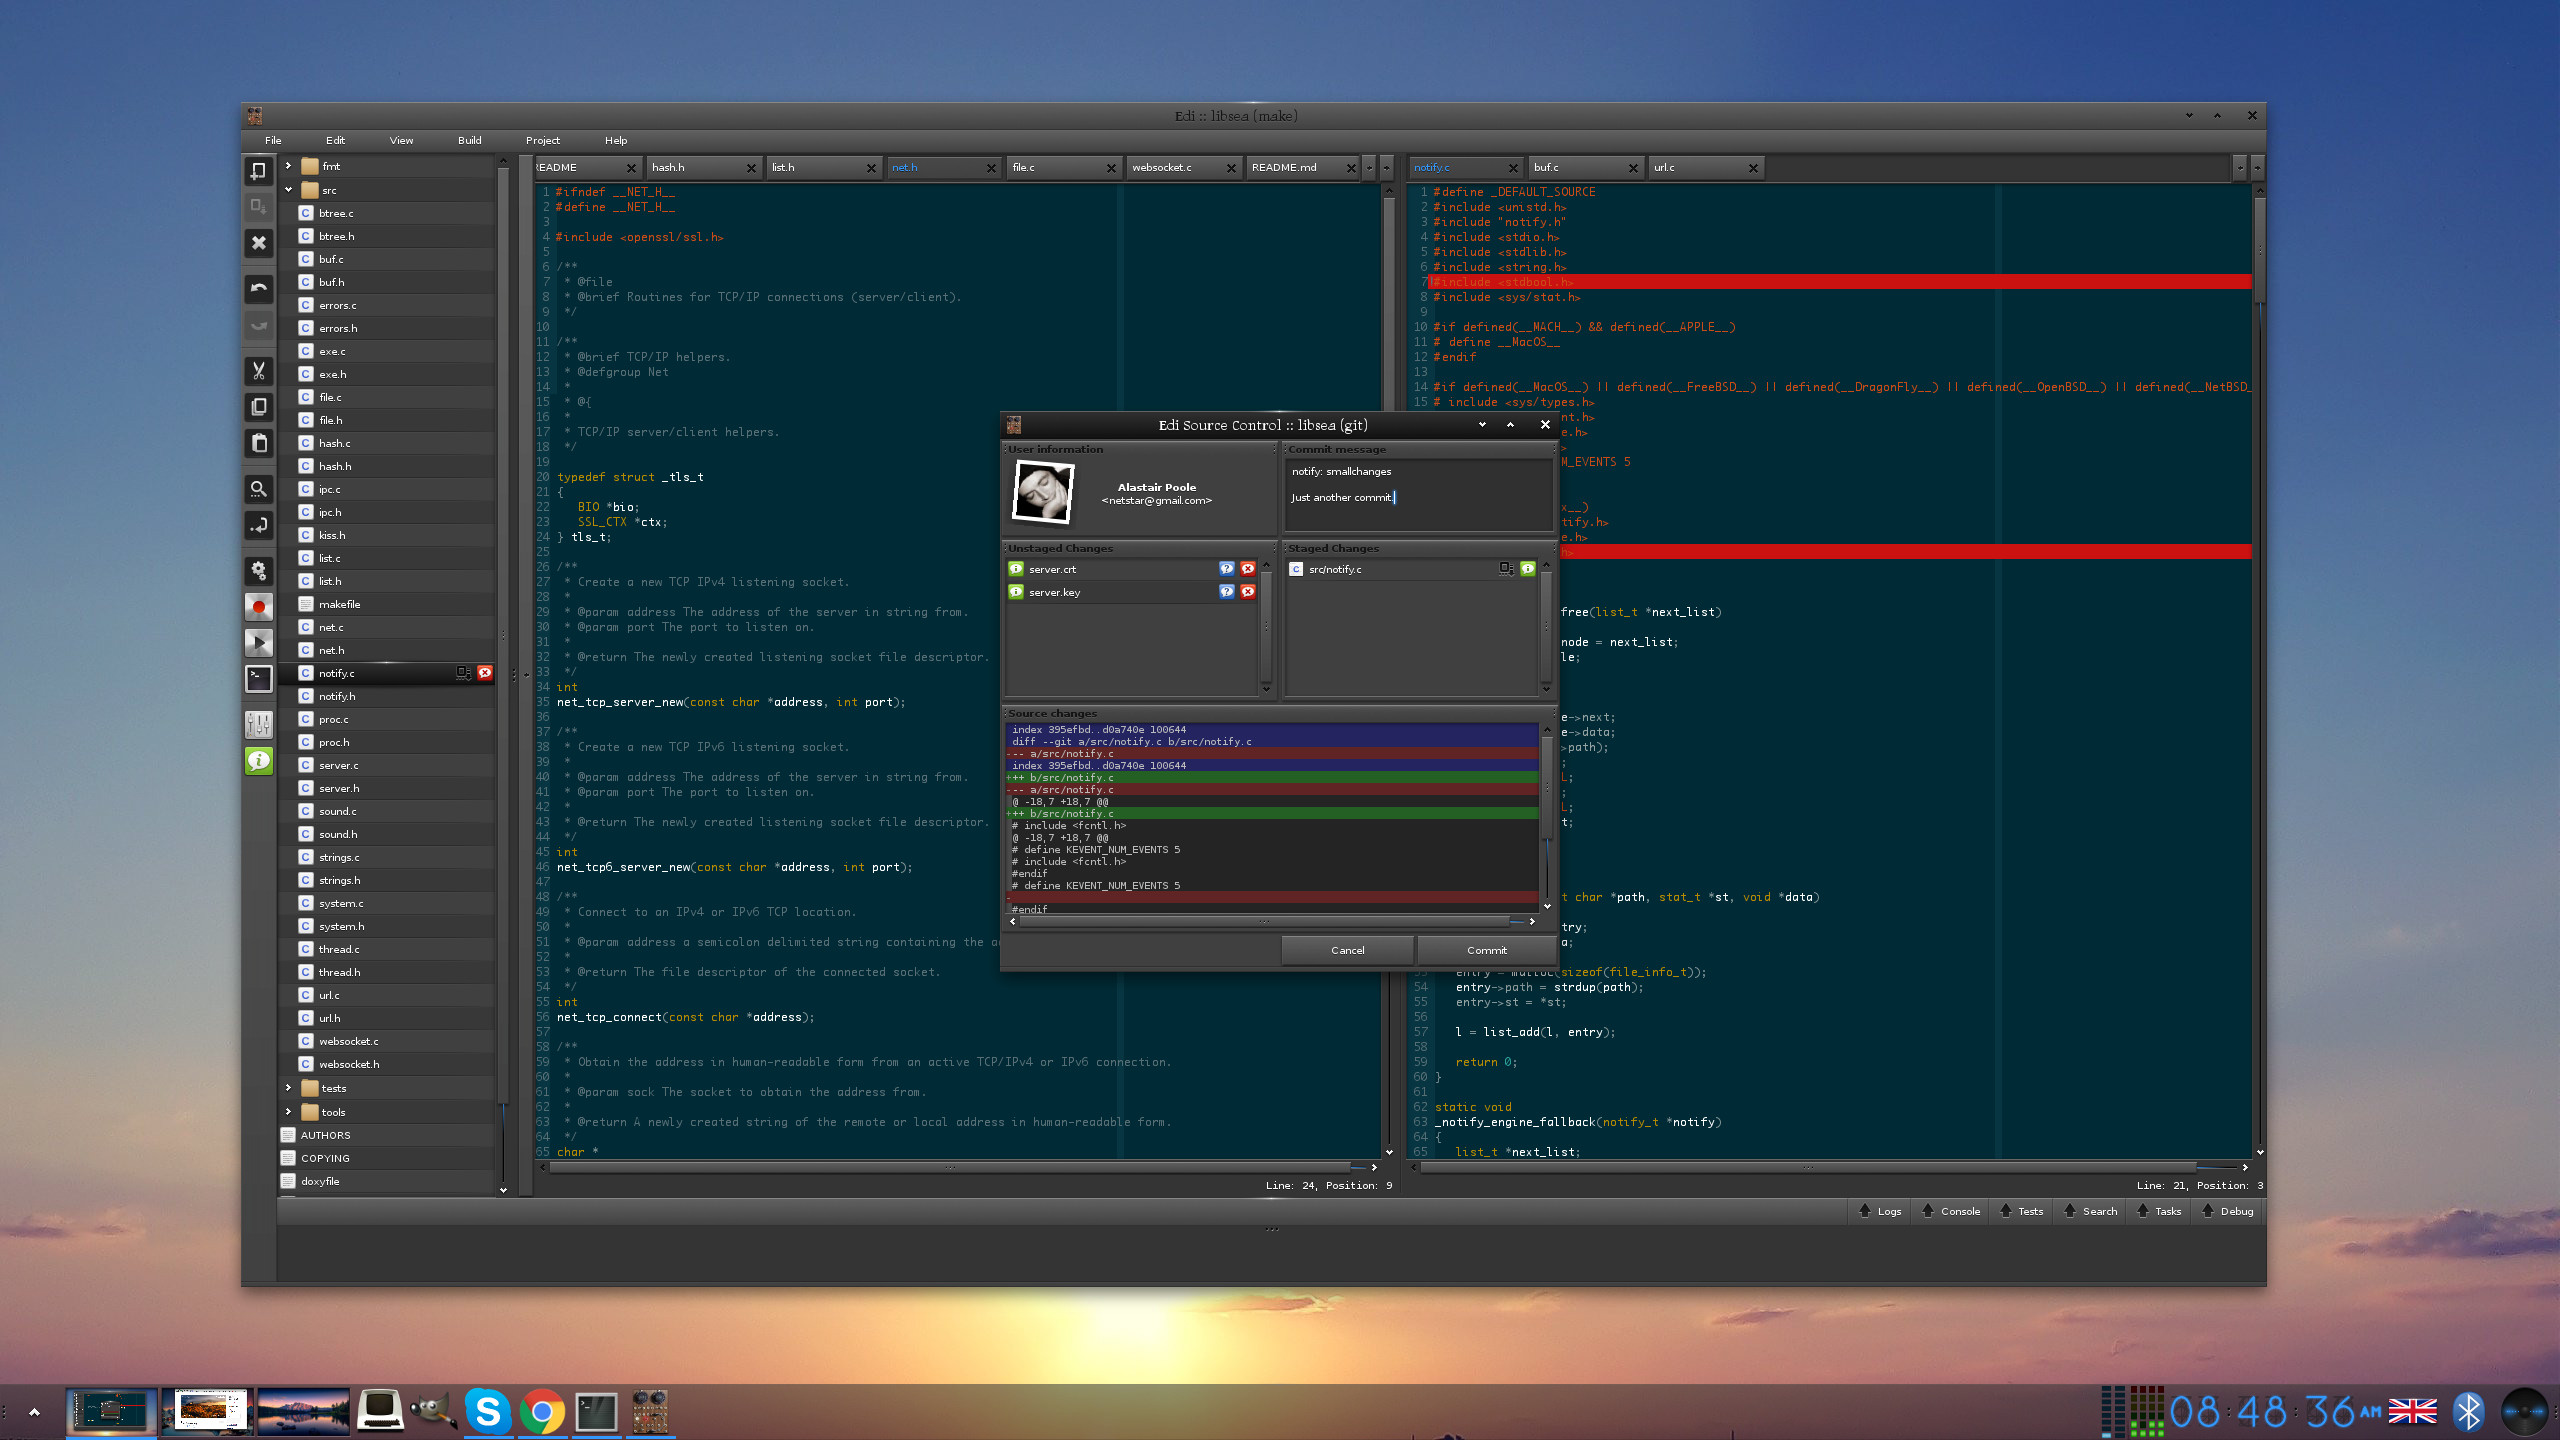 Edi :: libsea (make)
File Edit View Build Project Help
fmt
src
btree.c
btree.h
buf.c
buf.h
errors.c
errors.h
exe.c
exe.h
file.c
file.h
hash.c
hash.h
ipc.c
ipc.h
kiss.h
list.c
list.h
makefile
net.c
net.h
notify.c
notify.h
proc.c
proc.h
server.c
server.h
sound.c
sound.h
strings.c
strings.h
system.c
system.h
thread.c
thread.h
url.c
url.h
websocket.c
websocket.h
tests
tools
AUTHORS
COPYING
doxyfile
README hash.h list.h net.h file.c websocket.c README.md
1 #ifndef __NET_H__
2 #define __NET_H__
3
4 #include <openssl/ssl.h>
5
6 /**
7 * @file
8 * @brief Routines for TCP/IP connections (server/client).
9 */
10
11 /**
12 * @brief TCP/IP helpers.
13 * @defgroup Net
14 *
15 * @{
16 *
17 * TCP/IP server/client helpers.
18 */
19
20 typedef struct _tls_t
21 {
22 BIO *bio;
23 SSL_CTX *ctx;
24 } tls_t;
25
26 /**
27 * Create a new TCP IPv4 listening socket.
28 *
29 * @param address The address of the server in string from.
30 * @param port The port to listen on.
31 *
32 * @return The newly created listening socket file descriptor.
33 */
34 int
35 net_tcp_server_new(const char *address, int port);
36
37 /**
38 * Create a new TCP IPv6 listening socket.
39 *
40 * @param address The address of the server in string from.
41 * @param port The port to listen on.
42 *
43 * @return The newly created listening socket file descriptor.
44 */
45 int
46 net_tcp6_server_new(const char *address, int port);
47
48 /**
49 * Connect to an IPv4 or IPv6 TCP location.
50 *
51 * @param address a semicolon delimited string containing the a
52 *
53 * @return The file descriptor of the connected socket.
54 */
55 int
56 net_tcp_connect(const char *address);
57
58 /**
59 * Obtain the address in human-readable form from an active TCP/IPv4 or IPv6 connection.
60 *
61 * @param sock The socket to obtain the address from.
62 *
63 * @return A newly created string of the remote or local address in human-readable form.
64 */
65 char *
Line: 24, Position: 9
notify.c buf.c url.c
1 #define _DEFAULT_SOURCE
2 #include <unistd.h>
3 #include "notify.h"
4 #include <stdio.h>
5 #include <stdlib.h>
6 #include <string.h>
7 #include <stdbool.h>
8 #include <sys/stat.h>
9
10 #if defined(__MACH__) && defined(__APPLE__)
11 # define __MacOS__
12 #endif
13
14 #if defined(__MacOS__) || defined(__FreeBSD__) || defined(__DragonFly__) || defined(__OpenBSD__) || defined(__NetBSD_
15 # include <sys/types.h>
nt.h>
e.h>
M_EVENTS 5
x__)
tify.h>
e.h>
h>
free(list_t *next_list)
node = next_list;
le;
e->next;
e->data;
>path);
;
L;
;
L;
t;
t char *path, stat_t *st, void *data)
try;
a;
53 entry = malloc(sizeof(file_info_t));
54 entry->path = strdup(path);
55 entry->st = *st;
56
57 l = list_add(l, entry);
58
59 return 0;
60 }
61
62 static void
63 _notify_engine_fallback(notify_t *notify)
64 {
65 list_t *next_list;
Line: 21, Position: 3
Edi Source Control :: libsea (git)
User information
Alastair Poole
<netstar@gmail.com>
Commit message
notify: smallchanges
Just another commit.
Unstaged Changes
server.crt
server.key
Staged Changes
src/notify.c
Source changes
index 395efbd..d0a740e 100644
diff --git a/src/notify.c b/src/notify.c
--- a/src/notify.c
index 395efbd..d0a740e 100644
+++ b/src/notify.c
--- a/src/notify.c
@ -18,7 +18,7 @@
+++ b/src/notify.c
# include <fcntl.h>
@ -18,7 +18,7 @@
# define KEVENT_NUM_EVENTS 5
# include <fcntl.h>
#endif
# define KEVENT_NUM_EVENTS 5
-
#endif
Cancel Commit
Logs Console Tests Search Tasks Debug
08:48:36 AM